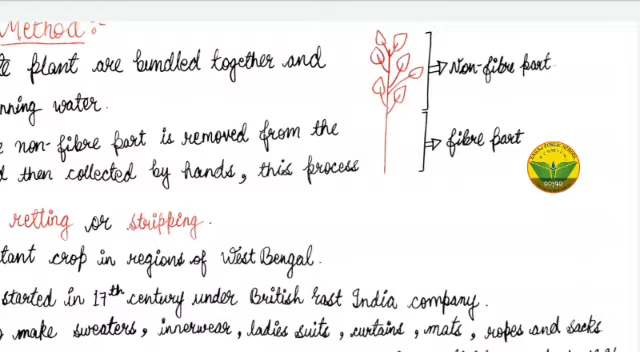 Method :-
plant are bundled together and
Non-fibre part
nning water.
non-fibre part is removed from the
fibre part
then collected by hands, this process
retting or stripping.
tant crop in regions of West Bengal.
started in 17th century under British East India company.
make sweaters, innerwear, ladies suits, curtains, mats, ropes and sacks